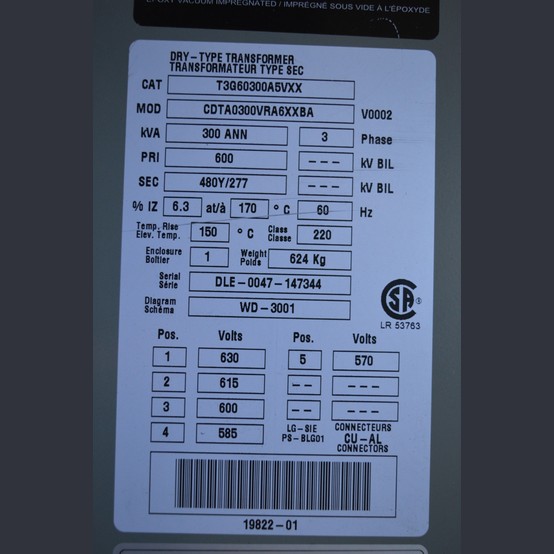 EPOXY VACUUM IMPREGNATED / IMPRÉGNÉ SOUS VIDE À L'ÉPOXYDE
DRY-TYPE TRANSFORMER
TRANSFORMATEUR TYPE SEC
CAT T3G60300A5VXX
MOD CDTA0300VRA6XXBA V0002
kVA 300 ANN 3 Phase
PRI 600 --- kV BIL
SEC 480Y/277 --- kV BIL
% IZ 6.3 at/à 170 °C 60 Hz
Temp. Rise
Elev. Temp. 150 °C Class
Classe 220
Enclosure
Boîtier 1 Weight
Poids 624 Kg
Serial
Série DLE-0047-147344
Diagram
Schéma WD-3001
CSA ®
LR 53763
Pos. Volts Pos. Volts
1 630 5 570
2 615 --- ---
3 600 --- ---
4 585 LG-SIE
PS-BLG01 CONNECTEURS
CU-AL
CONNECTORS
19822-01